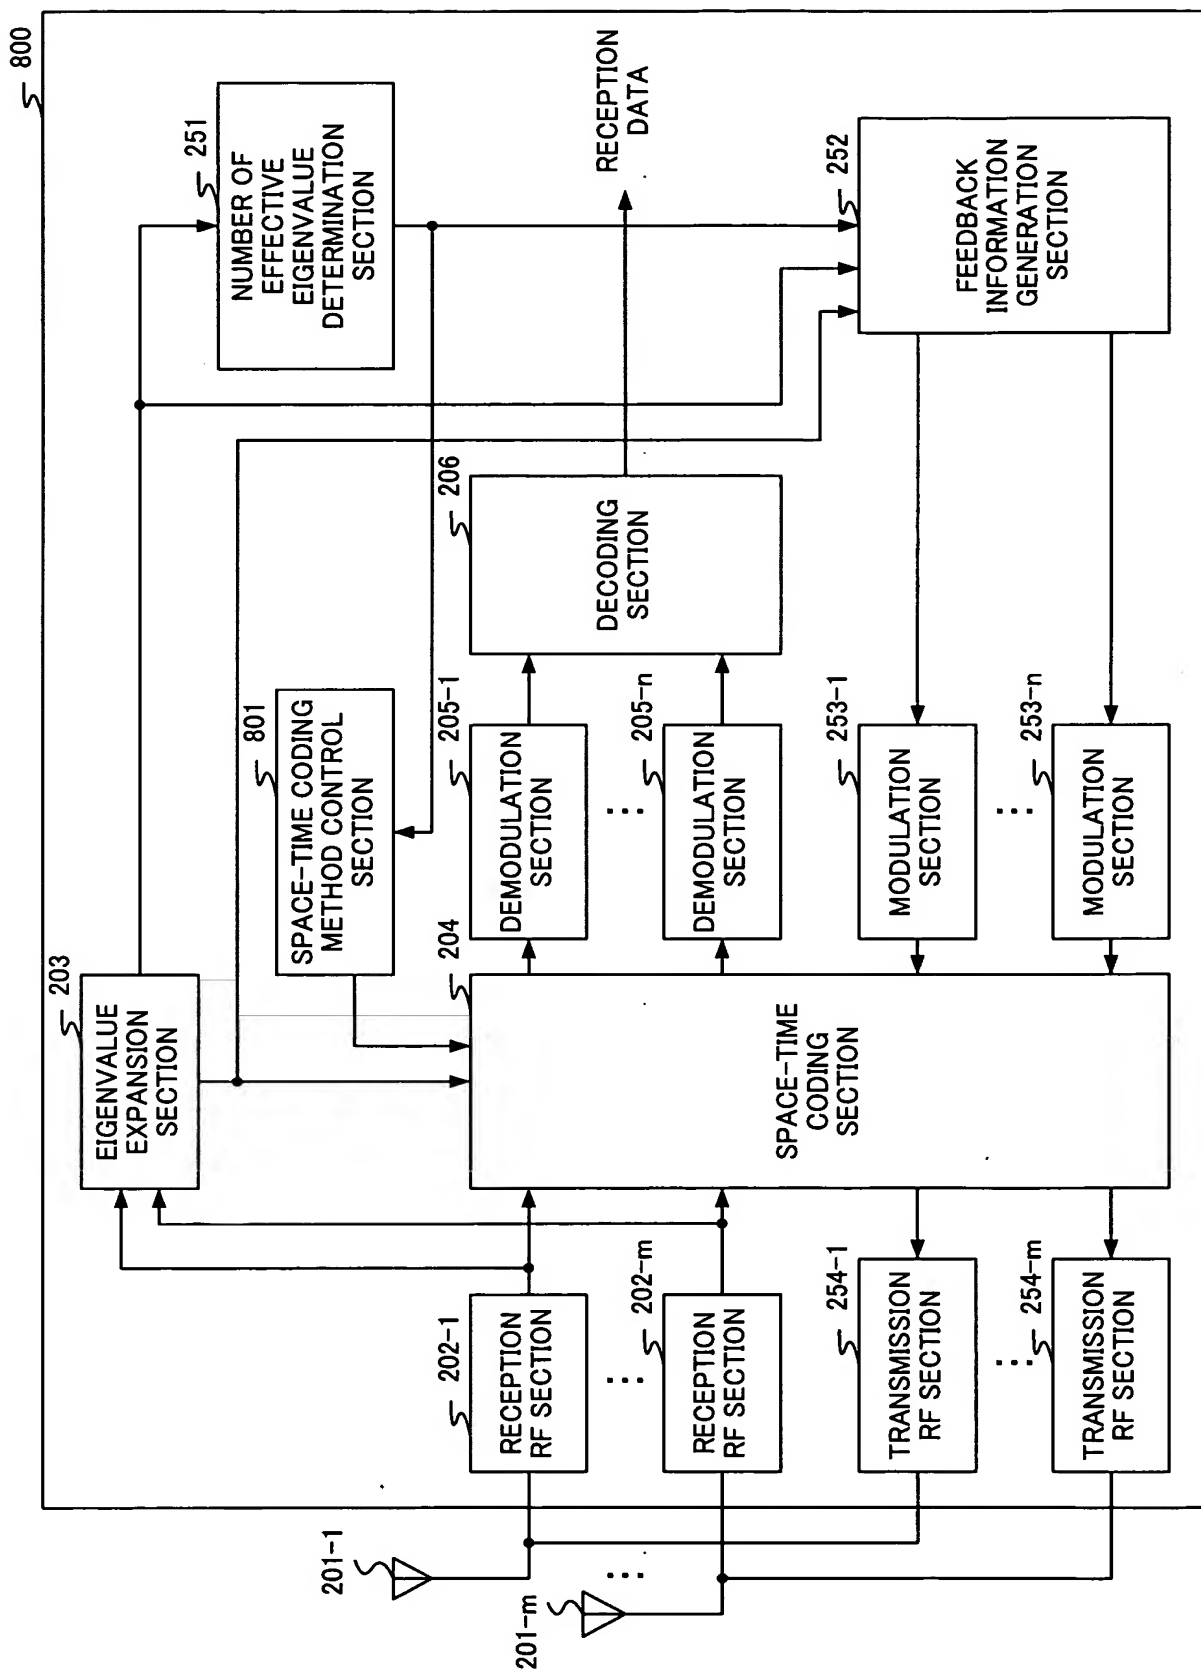 800
203
EIGENVALUE
EXPANSION
SECTION
251
NUMBER OF
EFFECTIVE
EIGENVALUE
DETERMINATION
SECTION
801
SPACE-TIME CODING
METHOD CONTROL
SECTION
201-1
...
201-m
202-1
RECEPTION
RF SECTION
...
202-m
RECEPTION
RF SECTION
254-1
TRANSMISSION
RF SECTION
...
254-m
TRANSMISSION
RF SECTION
204
SPACE-TIME
CODING
SECTION
205-1
DEMODULATION
SECTION
...
205-n
DEMODULATION
SECTION
253-1
MODULATION
SECTION
...
253-n
MODULATION
SECTION
206
DECODING
SECTION
RECEPTION
DATA
252
FEEDBACK
INFORMATION
GENERATION
SECTION